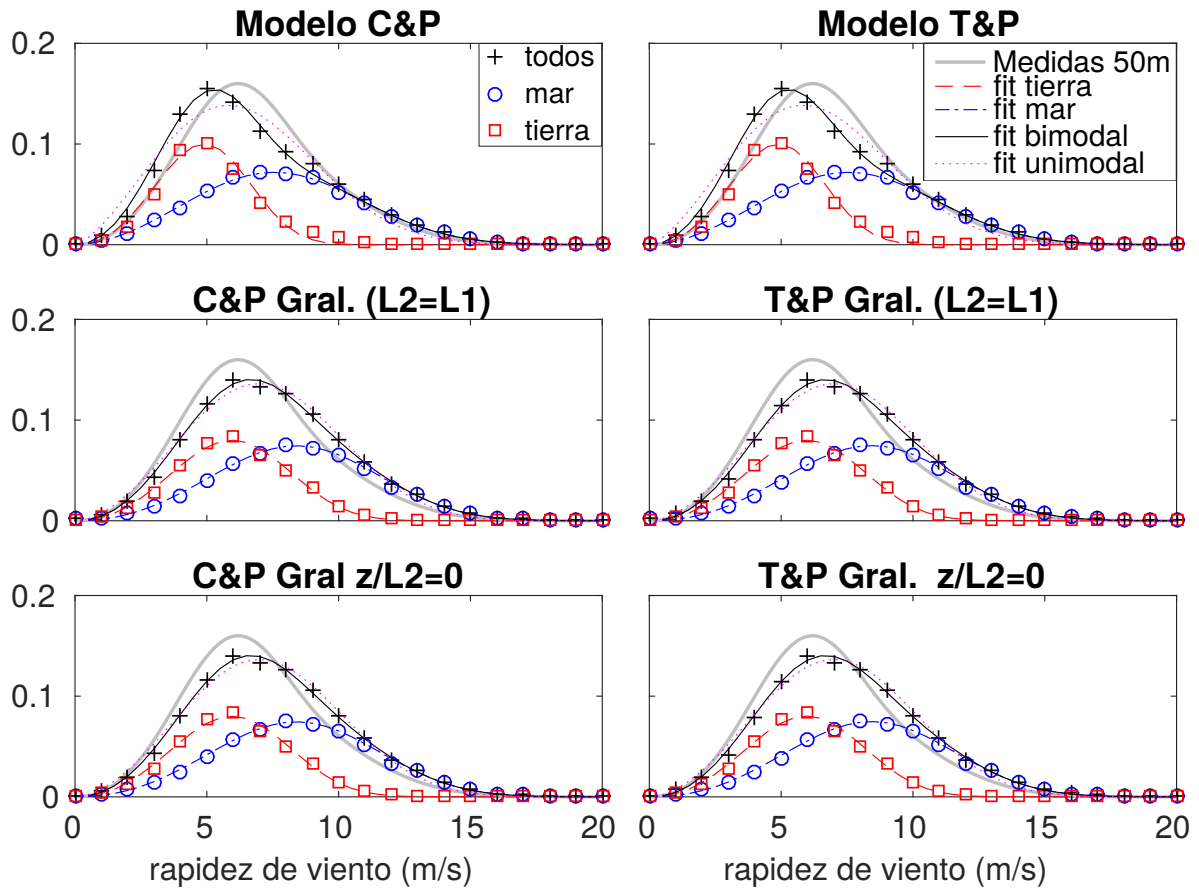 Modelo C&P
Modelo T&P
0.2
0.1
0
todos
mar
tierra
Medidas 50m
fit tierra
fit mar
fit bimodal
fit unimodal
C&P Gral. (L2=L1)
T&P Gral. (L2=L1)
0.2
0.1
0
C&P Gral z/L2=0
T&P Gral. z/L2=0
0.2
0.1
0
0 5 10 15 20
0 5 10 15 20
rapidez de viento (m/s)
rapidez de viento (m/s)